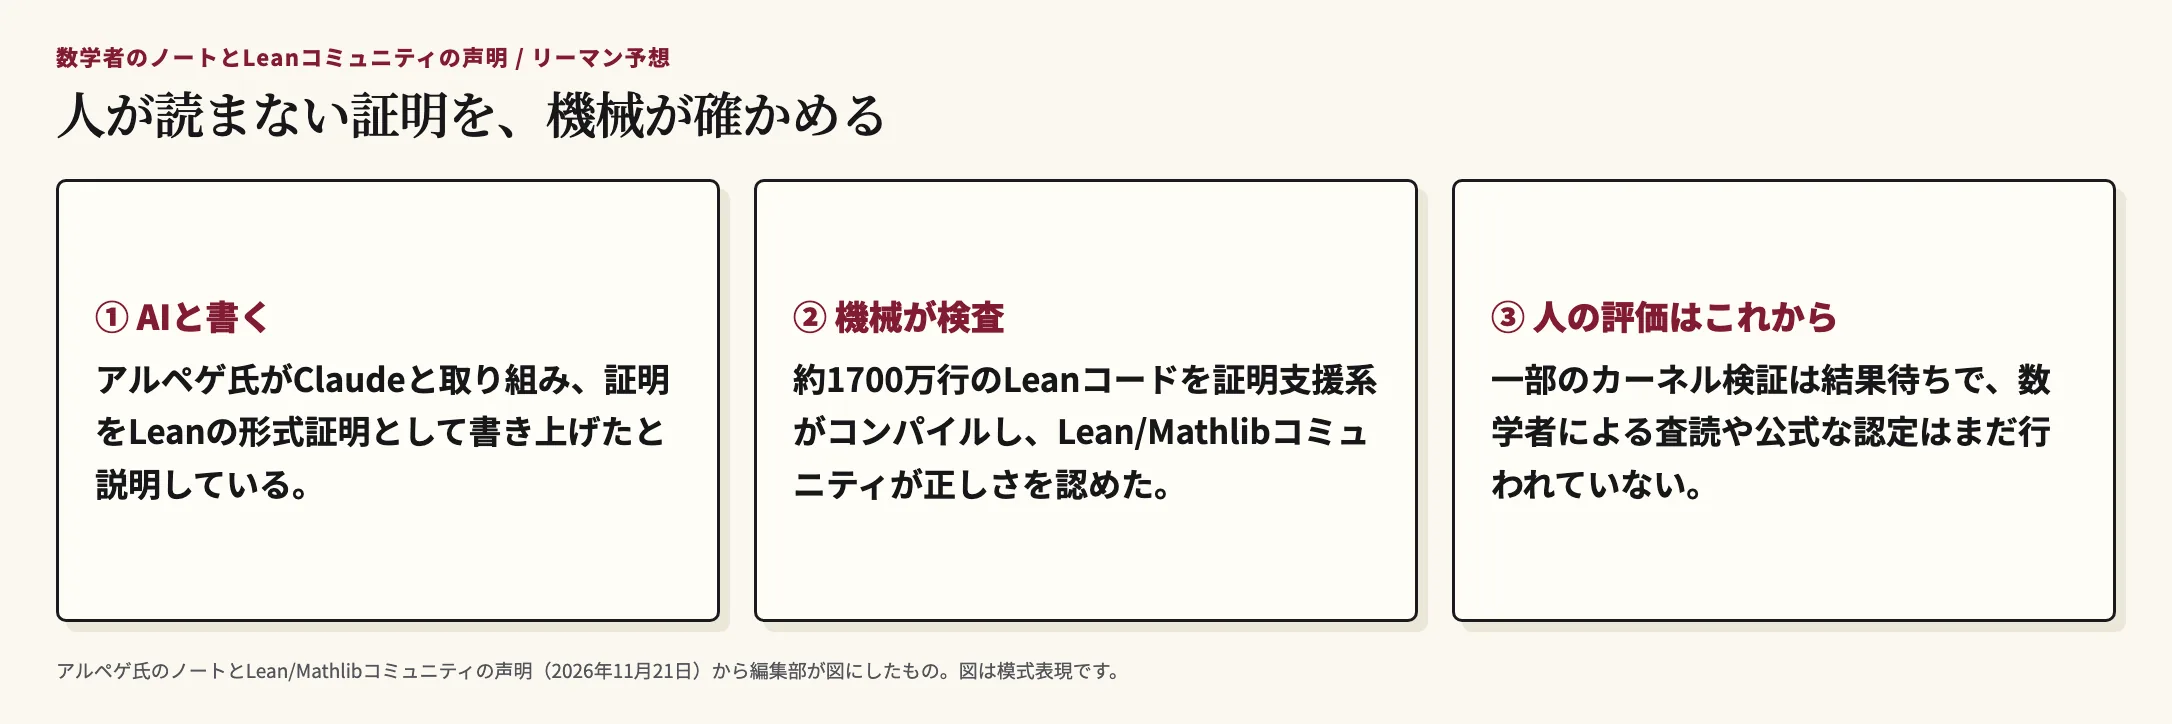 数学者のノートとLeanコミュニティの声明 / リーマン予想
人が読まない証明を、機械が確かめる
① AIと書く
アルペゲ氏がClaudeと取り組み、証明
をLeanの形式証明として書き上げたと
説明している。
② 機械が検査
約1700万行のLeanコードを証明支援系
がコンパイルし、Lean/Mathlibコミュ
ニティが正しさを認めた。
③ 人の評価はこれから
一部のカーネル検証は結果待ちで、数
学者による査読や公式な認定はまだ行
われていない。
アルペゲ氏のノートとLean/Mathlibコミュニティの声明（2026年11月21日）から編集部が図にしたもの。図は模式表現です。